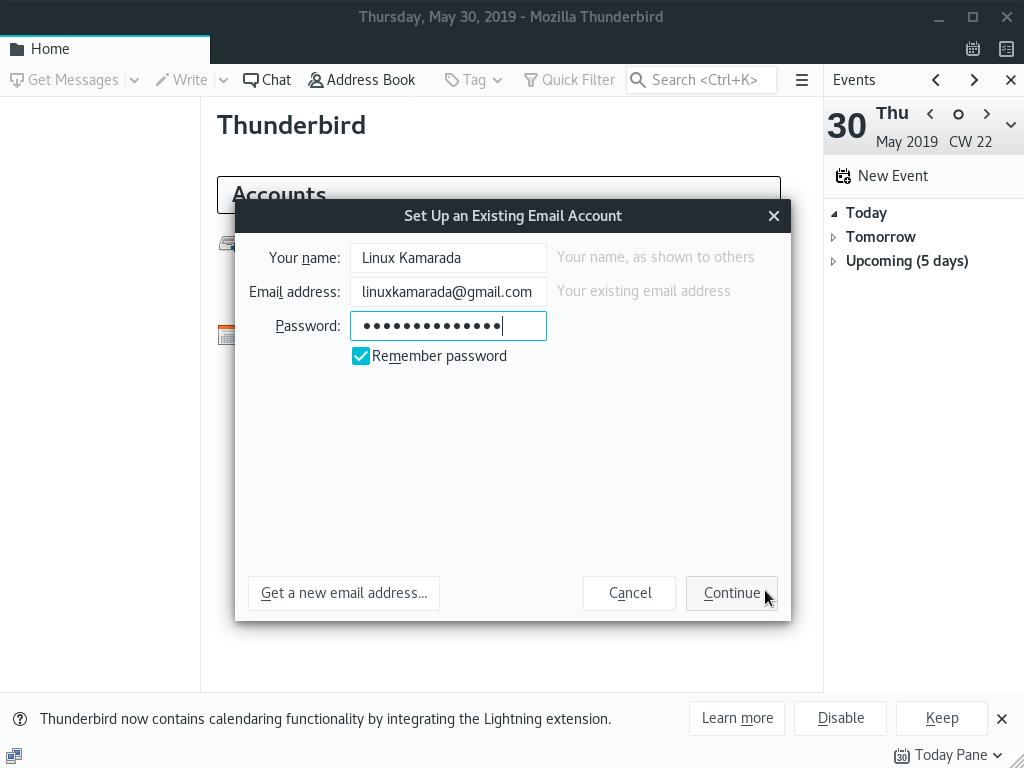 Thursday, May 30, 2019 - Mozilla Thunderbird
Home
Get Messages Write Chat Address Book Tag Quick Filter Search <Ctrl+K> Events
Thunderbird
30 Thu
May 2019 CW 22
New Event
Accounts
Today
Tomorrow
Upcoming (5 days)
Set Up an Existing Email Account
Your name: Linux Kamarada Your name, as shown to others
Email address: linuxkamarada@gmail.com Your existing email address
Password: ••••••••••••••
Remember password
Get a new email address... Cancel Continue
Thunderbird now contains calendaring functionality by integrating the Lightning extension. Learn more Disable Keep
30 Today Pane